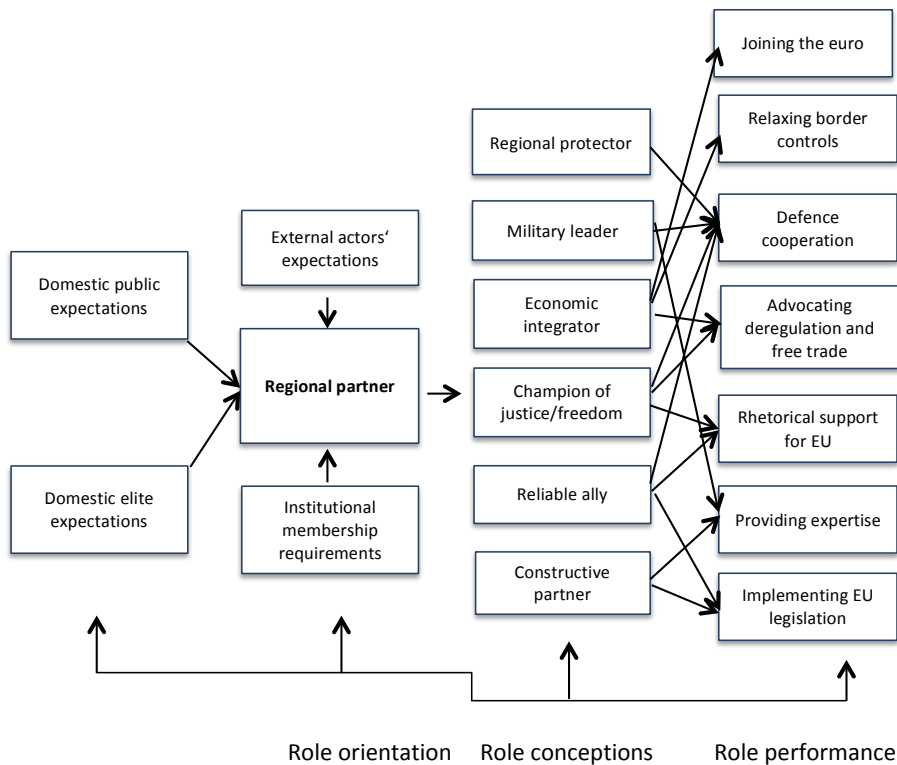 Joining the euro
Relaxing border
controls
Regional protector
Military leader
Defence
cooperation
External actors‘
expectations
Domestic public
expectations
Economic
integrator
Advocating
deregulation and
free trade
Regional partner
Champion of
justice/freedom
Rhetorical support
for EU
Domestic elite
expectations
Institutional
membership
requirements
Reliable ally
Providing expertise
Constructive
partner
Implementing EU
legislation
Role orientation
Role conceptions
Role performance